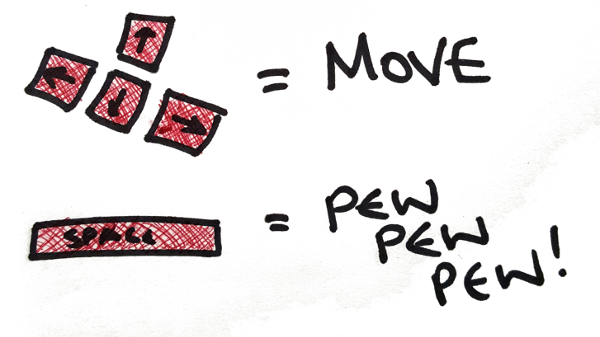 ↑
← ↓ →
= MOVE
SPACE = PEW
PEW
PEW!